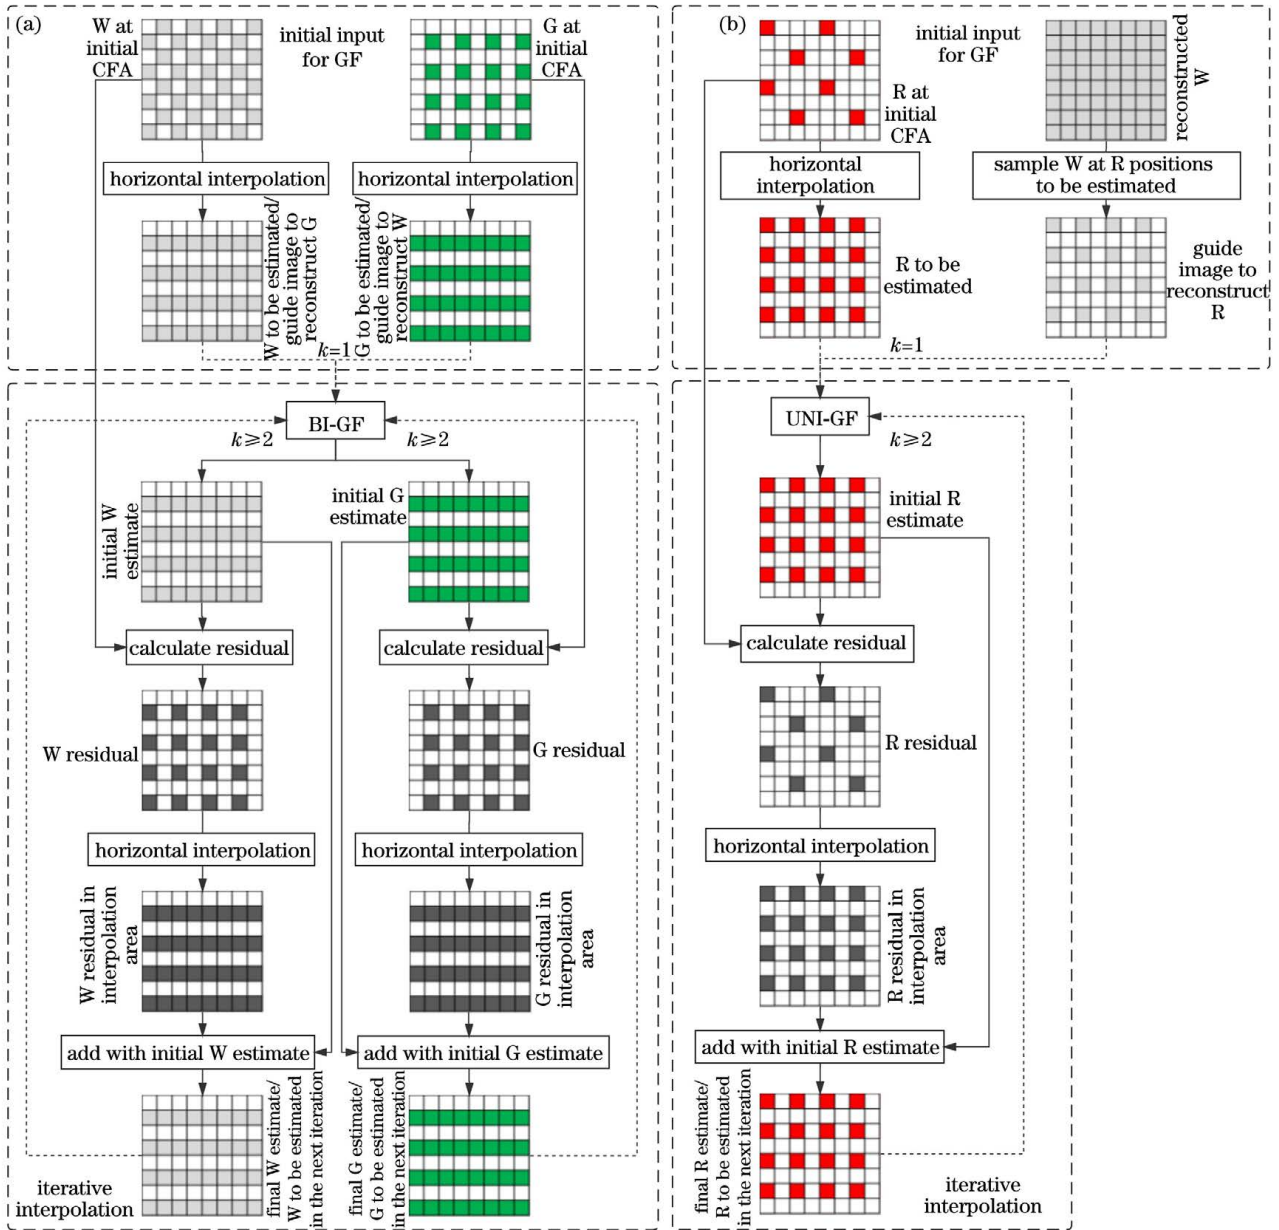 (a)
W at
initial
CFA
initial input
for GF
G at
initial
CFA
horizontal interpolation
horizontal interpolation
W to be estimated/
guide image to
reconstruct G
G to be estimated/
guide image to
reconstruct W
k=1
BI-GF
k⩾2
k⩾2
initial W
estimate
initial G
estimate
calculate residual
calculate residual
W residual
G residual
horizontal interpolation
horizontal interpolation
W residual in
interpolation
area
G residual in
interpolation
area
add with initial W estimate
add with initial G estimate
final W estimate/
W to be estimated
in the next iteration
final G estimate/
G to be estimated
in the next iteration
iterative
interpolation
(b)
R at
initial
CFA
initial input
for GF
reconstructed
W
horizontal
interpolation
sample W at R positions
to be estimated
R to be
estimated
guide
image to
reconstruct
R
k=1
UNI-GF
k⩾2
initial R
estimate
calculate residual
R residual
horizontal interpolation
R residual in
interpolation
area
add with initial R estimate
final R estimate/
R to be estimated
in the next iteration
iterative
interpolation